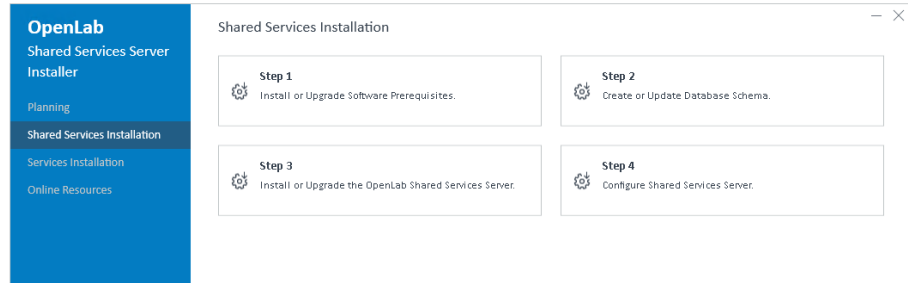 OpenLab
Shared Services Server
Installer
Planning
Shared Services Installation
Services Installation
Online Resources
Shared Services Installation
Step 1
Install or Upgrade Software Prerequisites.
Step 2
Create or Update Database Schema.
Step 3
Install or Upgrade the OpenLab Shared Services Server.
Step 4
Configure Shared Services Server.